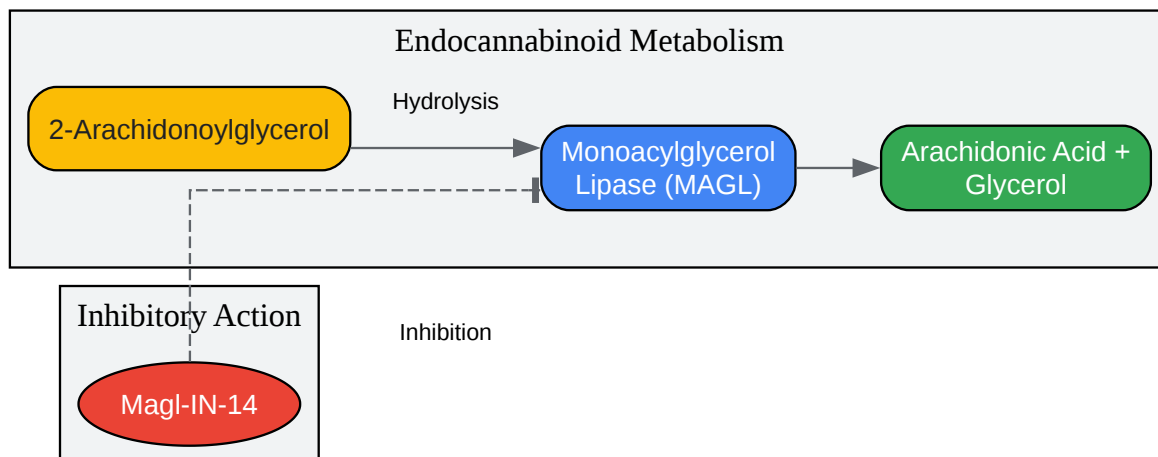 Endocannabinoid Metabolism
Hydrolysis
2-Arachidonoylglycerol
Monoacylglycerol
Lipase (MAGL)
Arachidonic Acid +
Glycerol
Inhibitory Action
Inhibition
Magl-IN-14